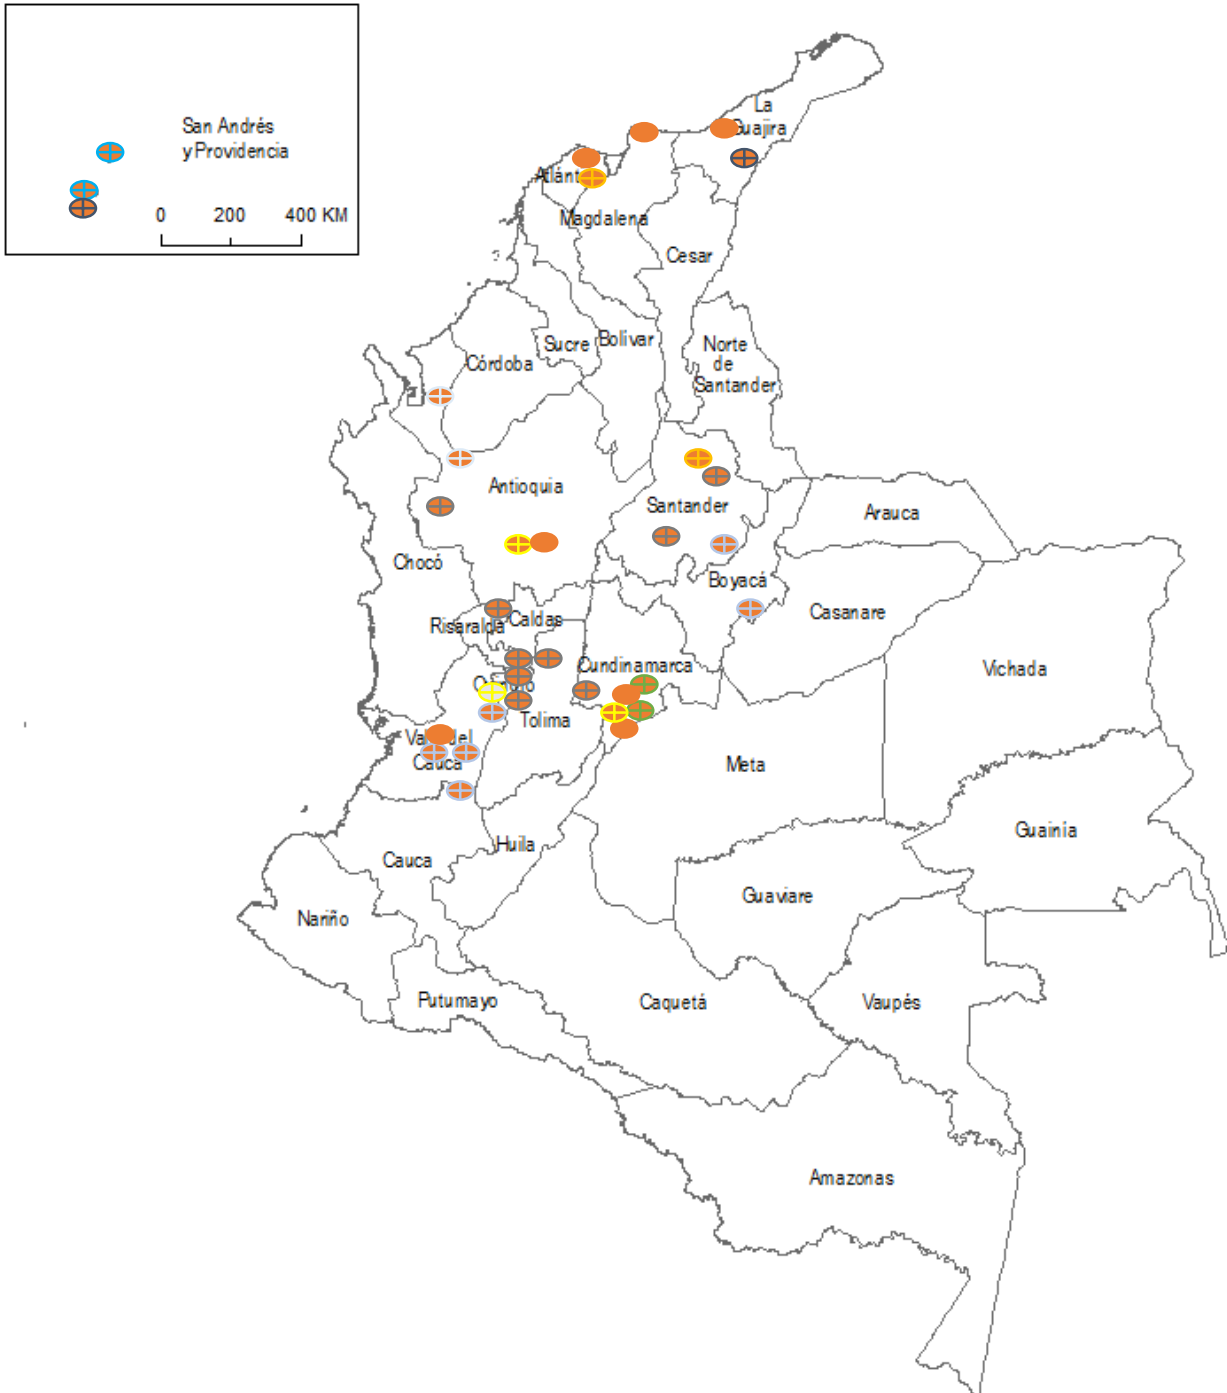 San Andrés
y Providencia
0 200 400 KM
La
Guajira
Magdalena
Cesar
Sucre
Bolivar
Córdoba
Norte
de
Santander
Antioquia
Santander
Arauca
Chocó
Boyacá
Casanare
Caldas
Risaralda
Cundinamarca
Vichada
Tolima
del
Cauca
Meta
Guainía
Huila
Cauca
Guaviare
Nariño
Putumayo
Caquetá
Vaupés
Amazonas